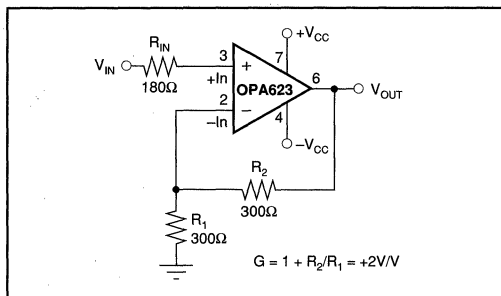 +V_CC
R_IN
V_IN
3
+
7
180Ω
+In
OPA623
6
V_OUT
2
−
−In
4
−V_CC
R_2
300Ω
R_1
300Ω
G = 1 + R_2/R_1 = +2V/V